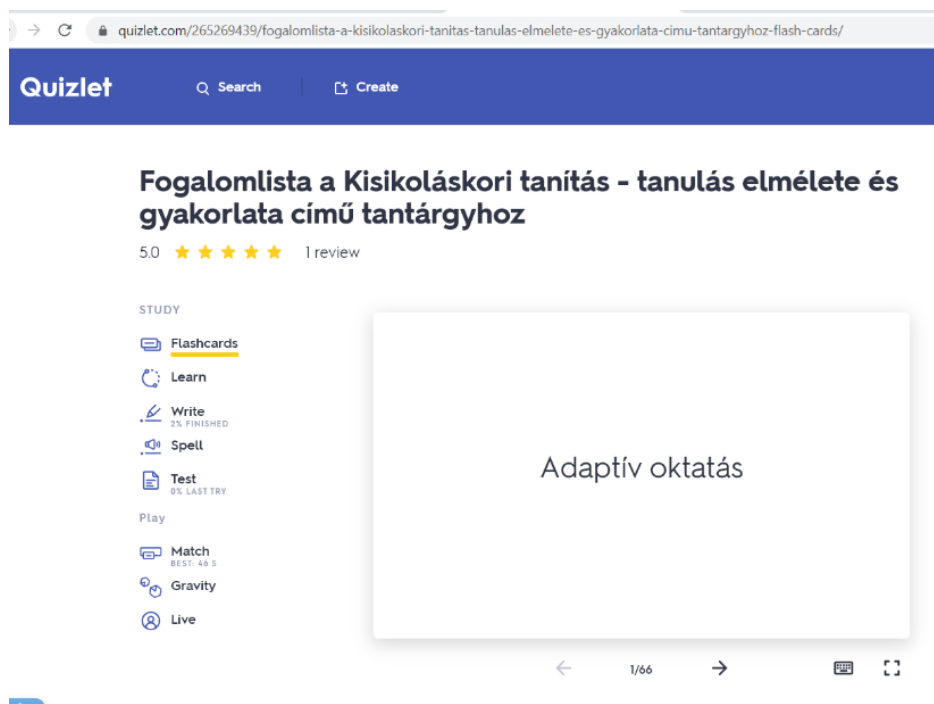 quizlet.com/265269439/fogalomlista-a-kisikolaskori-tanitas-tanulas-elmelete-es-gyakorlata-cimu-tantargyhoz-flash-cards/
Quizlet
Search
Create
Fogalomlista a Kisikoláskori tanítás - tanulás elmélete és
gyakorlata című tantárgyhoz
5.0
1 review
STUDY
Flashcards
Learn
Write
2% FINISHED
Spell
Test
0% LAST TRY
Play
Match
BEST: 46 S
Gravity
Live
Adaptív oktatás
1/66